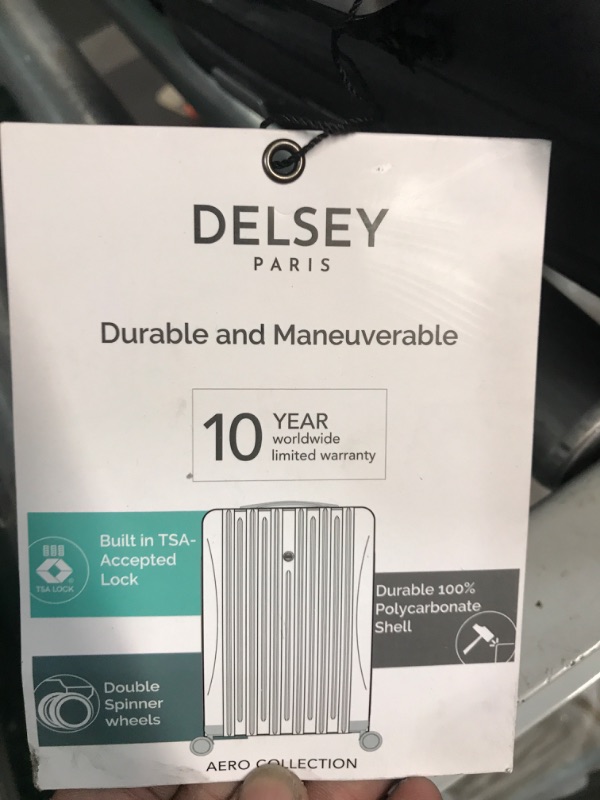 DELSEY
PARIS
Durable and Maneuverable
10 YEAR
worldwide
limited warranty
Built in TSA-
Accepted
Lock
TSA LOCK
Durable 100%
Polycarbonate
Shell
Double
Spinner
wheels
AERO COLLECTION